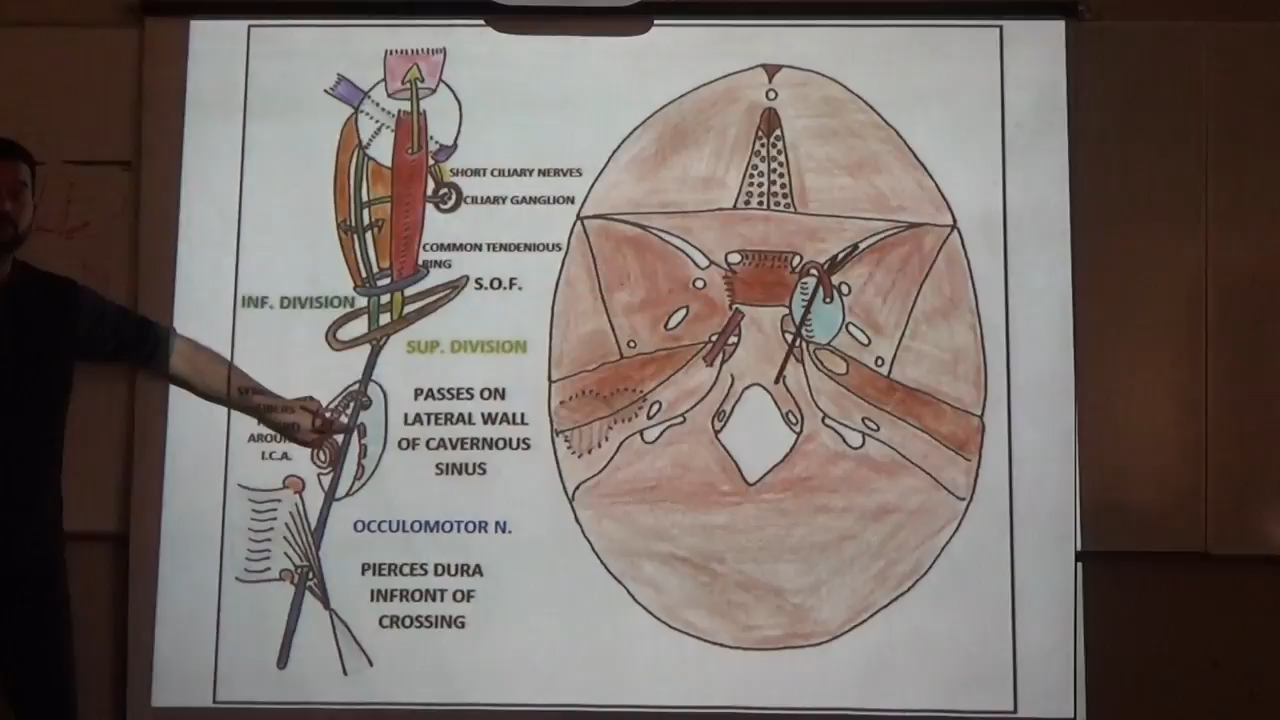 SHORT CILIARY NERVES
CILIARY GANGLION
COMMON TENDENIOUS
RING
S.O.F.
INF. DIVISION
SUP. DIVISION
PASSES ON
LATERAL WALL
OF CAVERNOUS
SINUS
I.C.A.
OCCULOMOTOR N.
PIERCES DURA
INFRONT OF
CROSSING